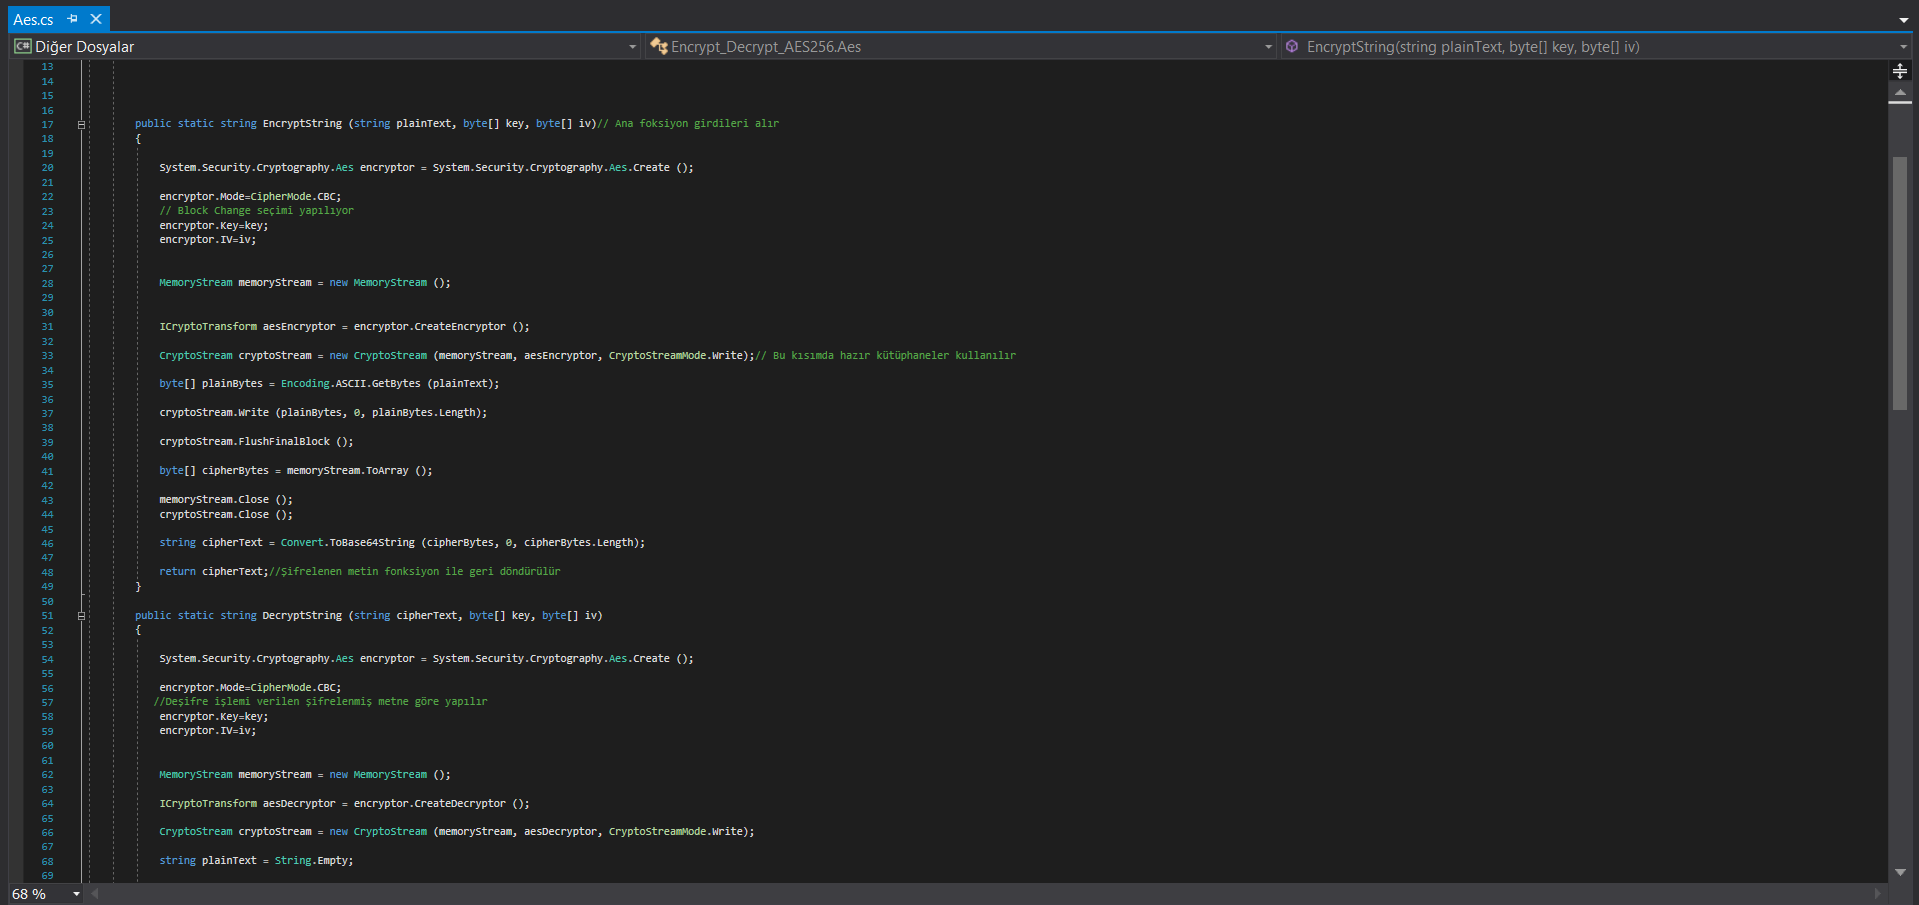 Aes.cs
Diğer Dosyalar
Encrypt_Decrypt_AES256.Aes
EncryptString(string plainText, byte[] key, byte[] iv)
13
14
15
16
17 public static string EncryptString (string plainText, byte[] key, byte[] iv)// Ana foksiyon girdileri alır
18 {
19
20 System.Security.Cryptography.Aes encryptor = System.Security.Cryptography.Aes.Create ();
21
22 encryptor.Mode=CipherMode.CBC;
23 // Block Change seçimi yapılıyor
24 encryptor.Key=key;
25 encryptor.IV=iv;
26
27
28 MemoryStream memoryStream = new MemoryStream ();
29
30
31 ICryptoTransform aesEncryptor = encryptor.CreateEncryptor ();
32
33 CryptoStream cryptoStream = new CryptoStream (memoryStream, aesEncryptor, CryptoStreamMode.Write);// Bu kısımda hazır kütüphaneler kullanılır
34
35 byte[] plainBytes = Encoding.ASCII.GetBytes (plainText);
36
37 cryptoStream.Write (plainBytes, 0, plainBytes.Length);
38
39 cryptoStream.FlushFinalBlock ();
40
41 byte[] cipherBytes = memoryStream.ToArray ();
42
43 memoryStream.Close ();
44 cryptoStream.Close ();
45
46 string cipherText = Convert.ToBase64String (cipherBytes, 0, cipherBytes.Length);
47
48 return cipherText;//Şifrelenen metin fonksiyon ile geri döndürülür
49 }
50
51 public static string DecryptString (string cipherText, byte[] key, byte[] iv)
52 {
53
54 System.Security.Cryptography.Aes encryptor = System.Security.Cryptography.Aes.Create ();
55
56 encryptor.Mode=CipherMode.CBC;
57 //Deşifre işlemi verilen şifrelenmiş metne göre yapılır
58 encryptor.Key=key;
59 encryptor.IV=iv;
60
61
62 MemoryStream memoryStream = new MemoryStream ();
63
64 ICryptoTransform aesDecryptor = encryptor.CreateDecryptor ();
65
66 CryptoStream cryptoStream = new CryptoStream (memoryStream, aesDecryptor, CryptoStreamMode.Write);
67
68 string plainText = String.Empty;
69
68 %